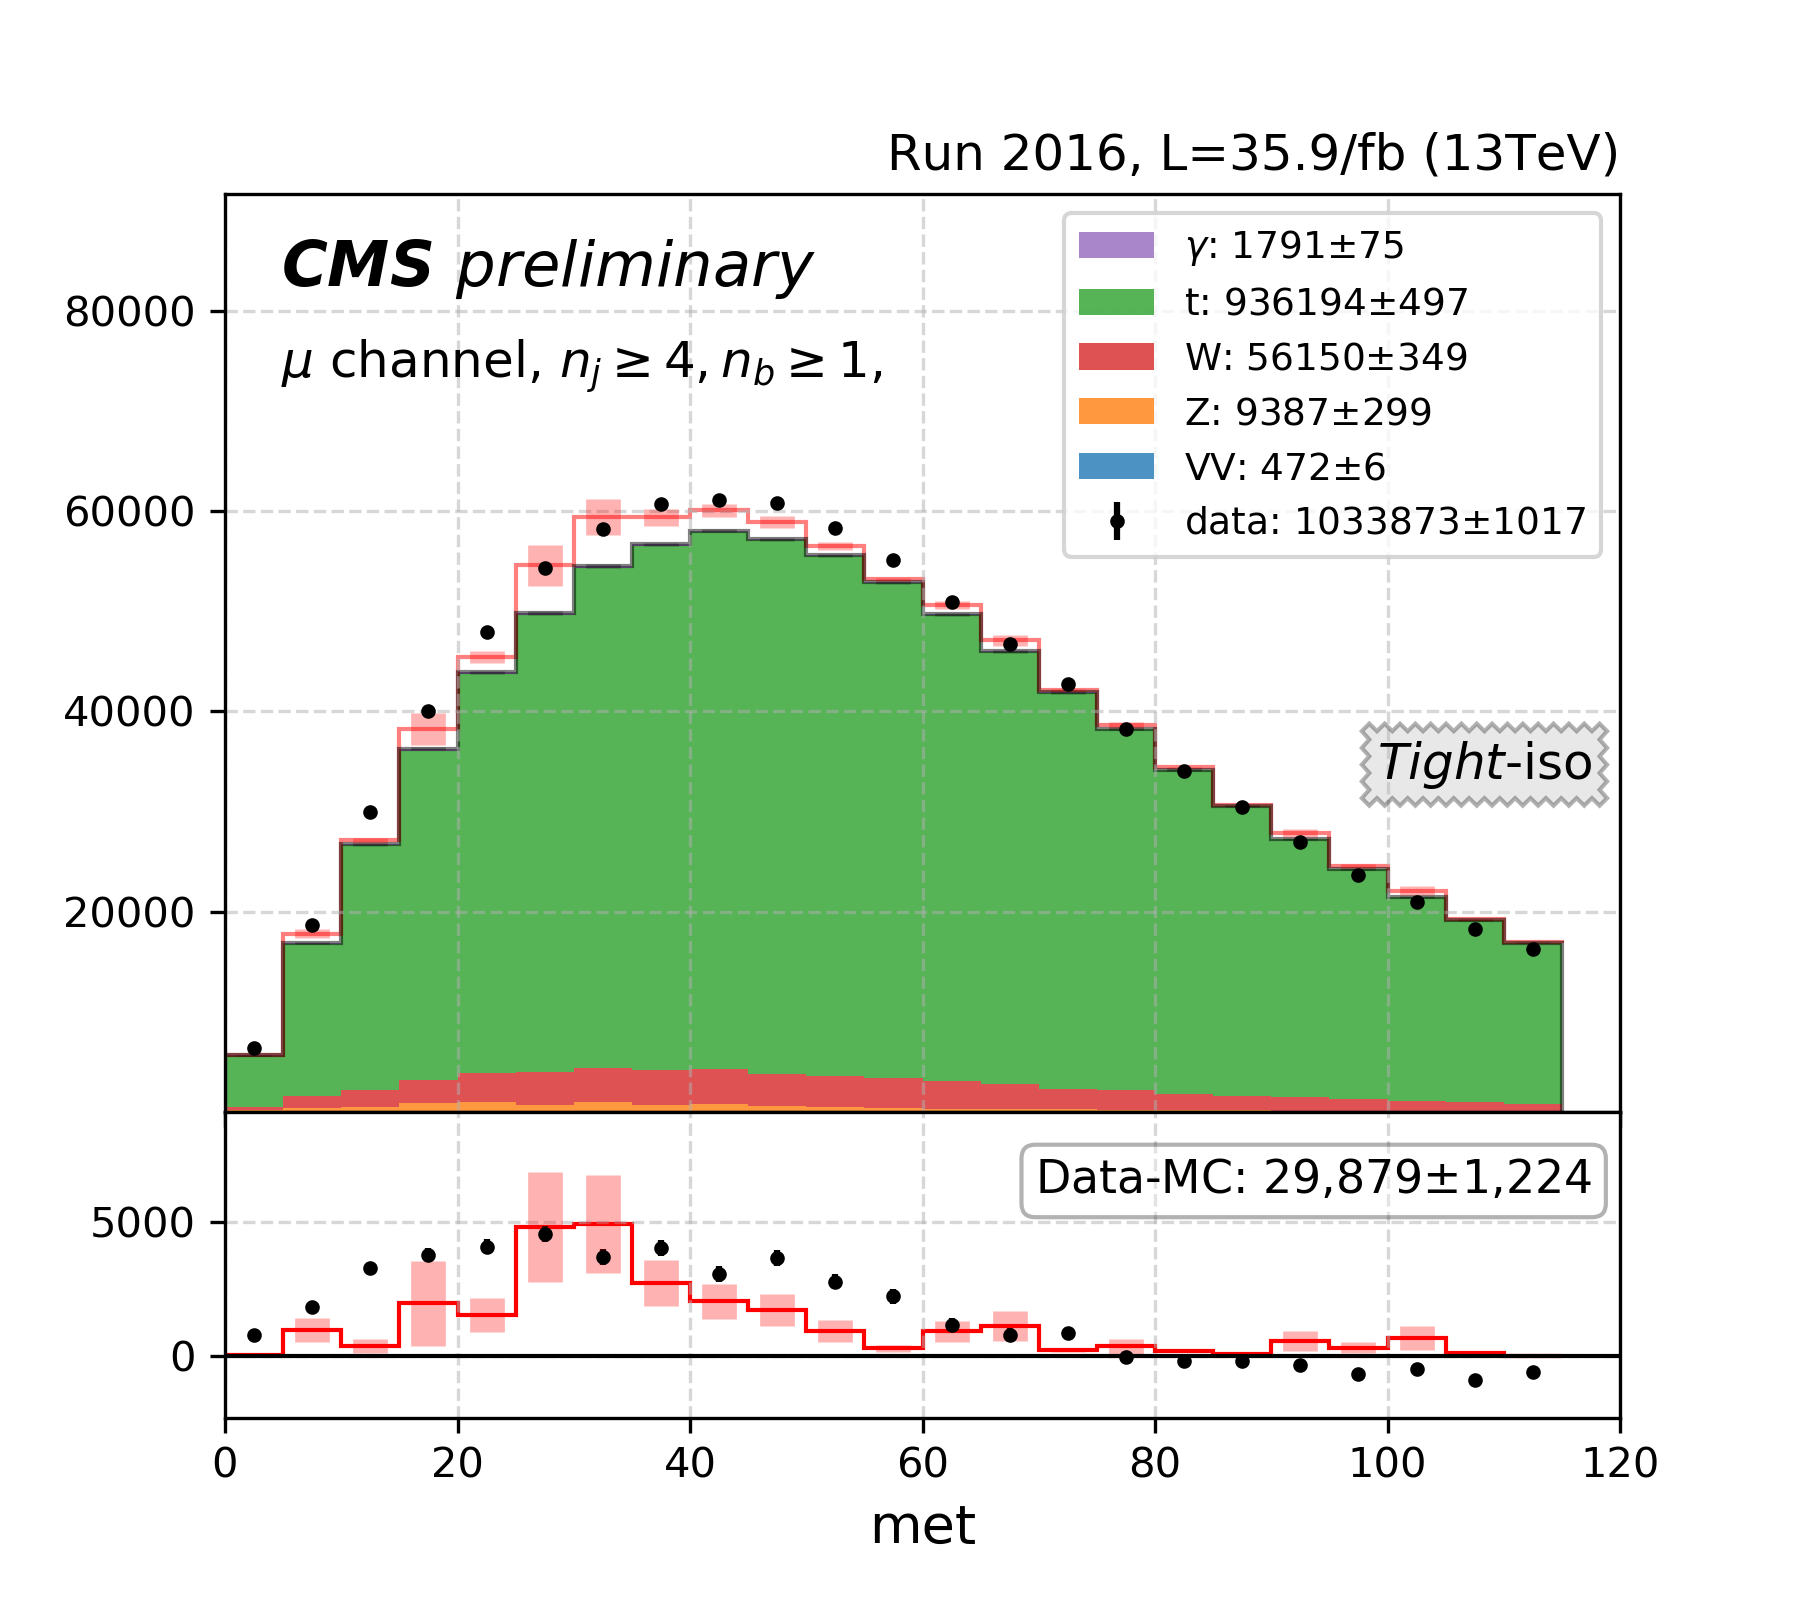 Run 2016, L=35.9/fb (13TeV)
CMS preliminary
μ channel, n_j ≥ 4, n_b ≥ 1,
γ: 1791±75
t: 936194±497
W: 56150±349
Z: 9387±299
VV: 472±6
data: 1033873±1017
80000
60000
40000
20000
Tight-iso
Data-MC: 29,879±1,224
5000
0
0 20 40 60 80 100 120
met